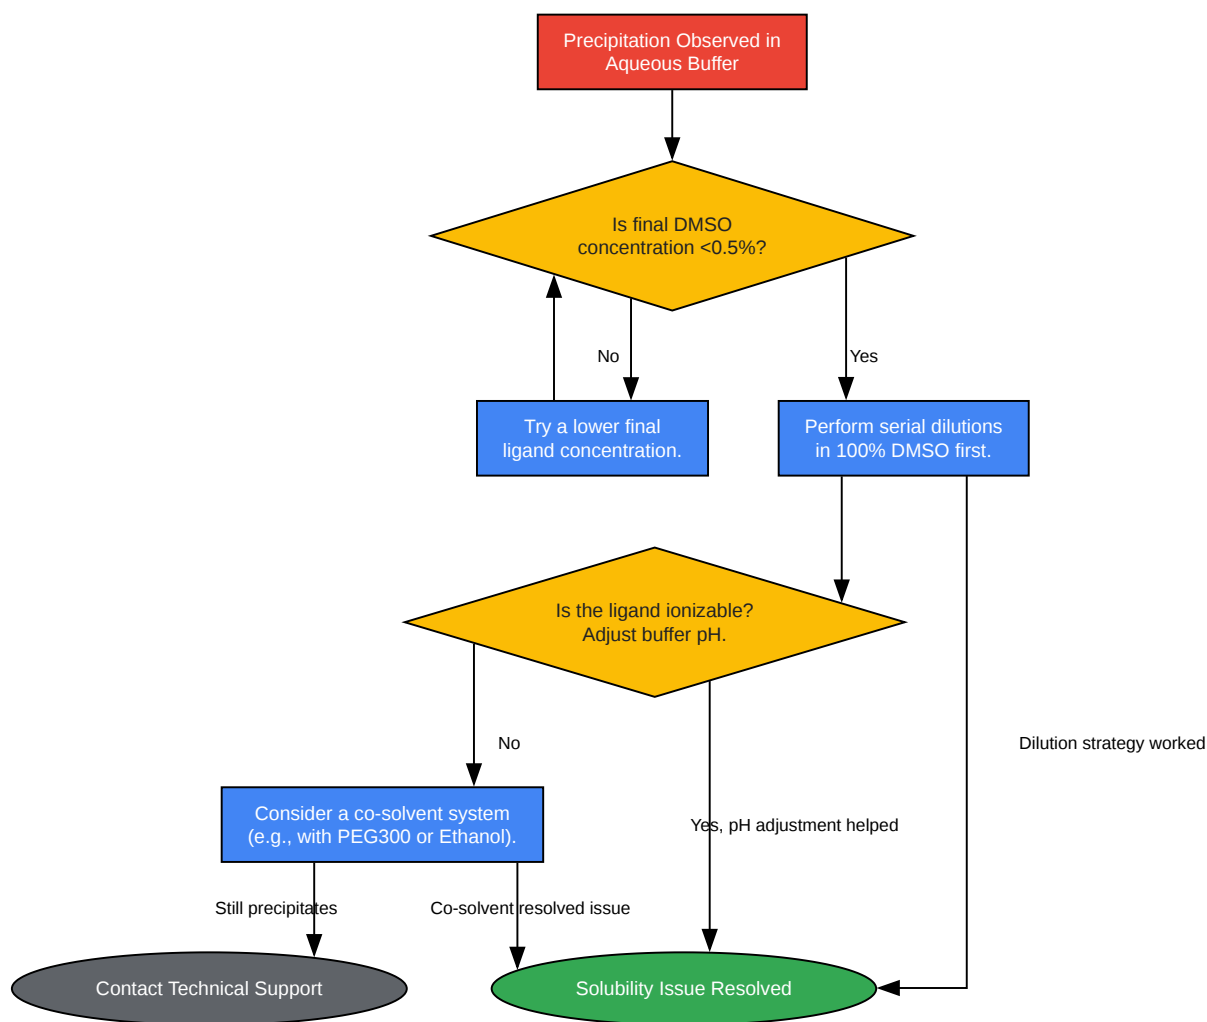 Precipitation Observed in
Aqueous Buffer
Is final DMSO
concentration <0.5%?
No
Yes
Try a lower final
ligand concentration.
Perform serial dilutions
in 100% DMSO first.
Is the ligand ionizable?
Adjust buffer pH.
No
Dilution strategy worked
Consider a co-solvent system
(e.g., with PEG300 or Ethanol).
Yes, pH adjustment helped
Still precipitates
Co-solvent resolved issue
Contact Technical Support
Solubility Issue Resolved